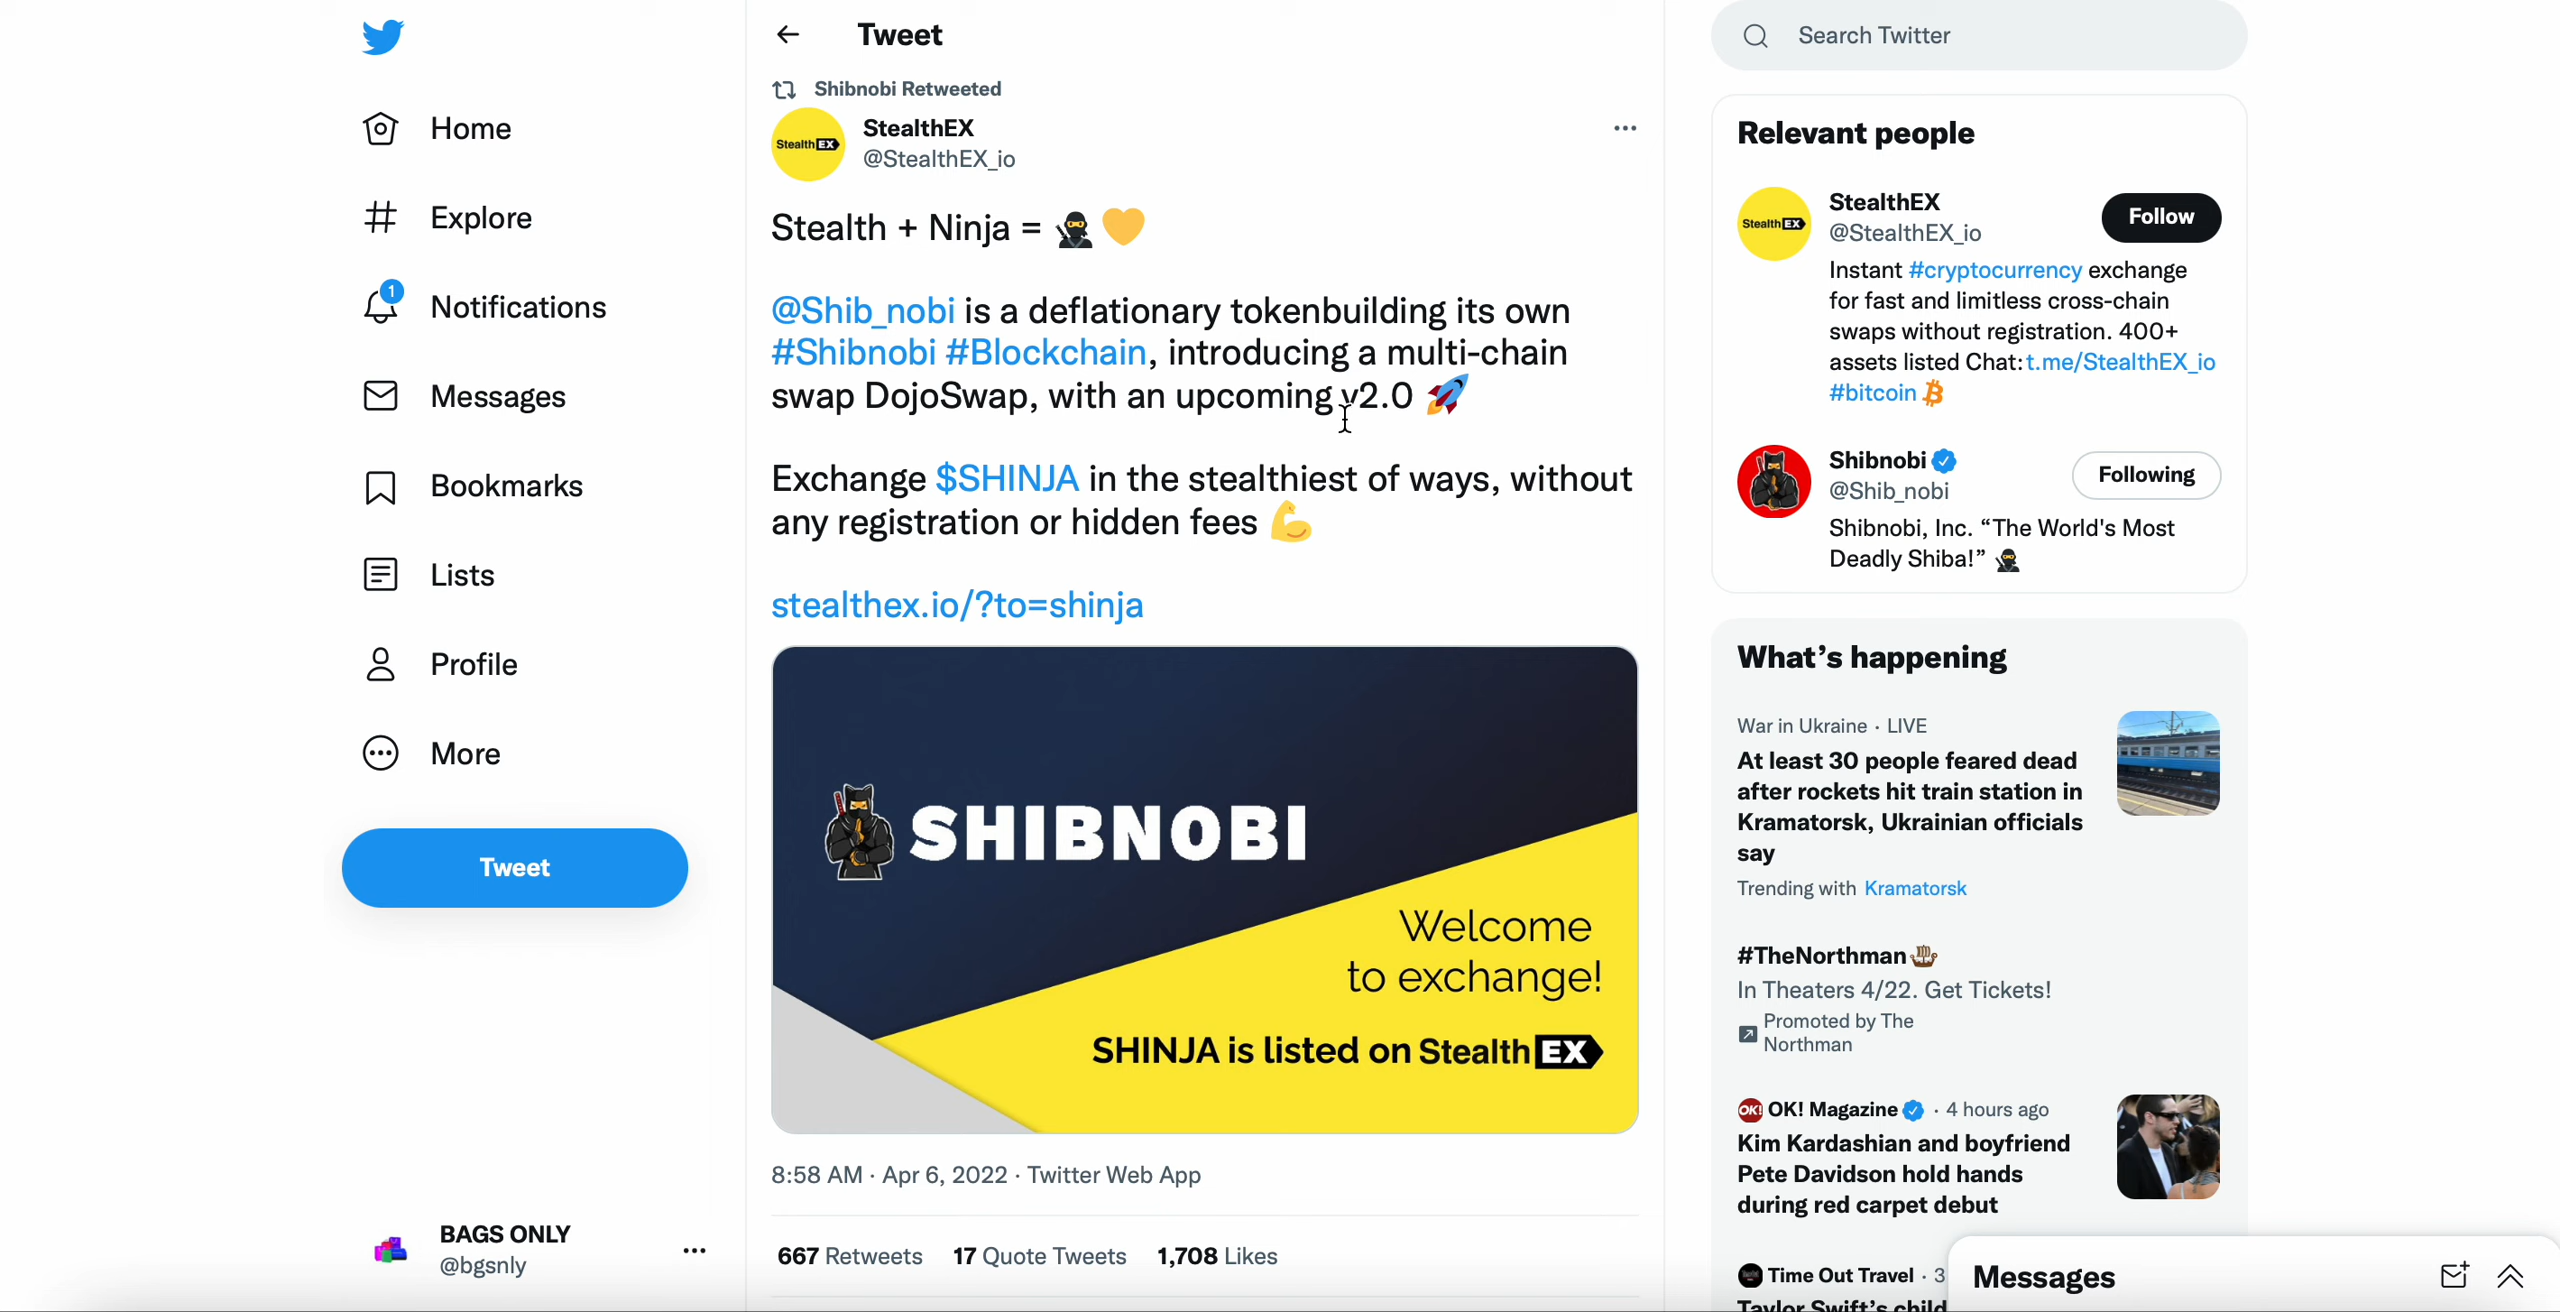 Home
Explore
1
Notifications
Messages
Bookmarks
Lists
Profile
More
Tweet
BAGS ONLY
@bgsnly
Tweet
Shibnobi Retweeted
StealthEX
StealthEX
@StealthEX_io
Stealth + Ninja =
@Shib_nobi is a deflationary tokenbuilding its own
#Shibnobi #Blockchain, introducing a multi-chain
swap DojoSwap, with an upcoming v2.0
Exchange $SHINJA in the stealthiest of ways, without
any registration or hidden fees
stealthex.io/?to=shinja
SHIBNOBI
Welcome
to exchange!
SHINJA is listed on StealthEX
8:58 AM · Apr 6, 2022 · Twitter Web App
667 Retweets 17 Quote Tweets 1,708 Likes
Search Twitter
Relevant people
StealthEX
StealthEX
@StealthEX_io
Follow
Instant #cryptocurrency exchange
for fast and limitless cross-chain
swaps without registration. 400+
assets listed Chat:t.me/StealthEX_io
#bitcoin
Shibnobi
@Shib_nobi
Following
Shibnobi, Inc. “The World's Most
Deadly Shiba!”
What’s happening
War in Ukraine · LIVE
At least 30 people feared dead
after rockets hit train station in
Kramatorsk, Ukrainian officials
say
Trending with Kramatorsk
#TheNorthman
In Theaters 4/22. Get Tickets!
Promoted by The
Northman
OK! OK! Magazine · 4 hours ago
Kim Kardashian and boyfriend
Pete Davidson hold hands
during red carpet debut
Time Out Travel · 3
Taylor Swift’s child
Messages